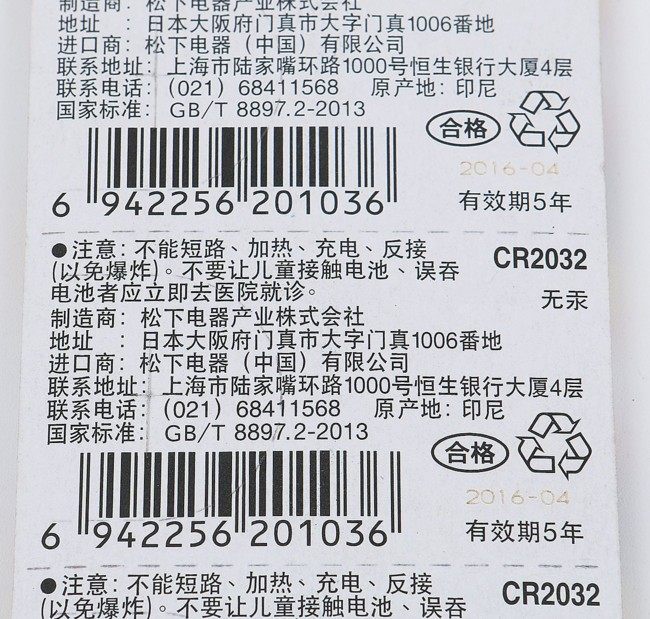 制造商：松下电器产业株式会社
地址 ：日本大阪府门真市大字门真1006番地
进口商：松下电器（中国）有限公司
联系地址：上海市陆家嘴环路1000号恒生银行大厦4层
联系电话：（021）68411568 原产地：印尼
国家标准：GB/T 8897.2-2013
合格
2016-04
6 942256 201036
有效期5年
●注意：不能短路、加热、充电、反接
(以免爆炸)。不要让儿童接触电池、误吞
电池者应立即去医院就诊。
CR2032
无汞
制造商：松下电器产业株式会社
地址 ：日本大阪府门真市大字门真1006番地
进口商：松下电器（中国）有限公司
联系地址：上海市陆家嘴环路1000号恒生银行大厦4层
联系电话：（021）68411568 原产地：印尼
国家标准：GB/T 8897.2-2013
合格
2016-04
6 942256 201036
有效期5年
●注意：不能短路、加热、充电、反接
(以免爆炸)。不要让儿童接触电池、误吞
CR2032